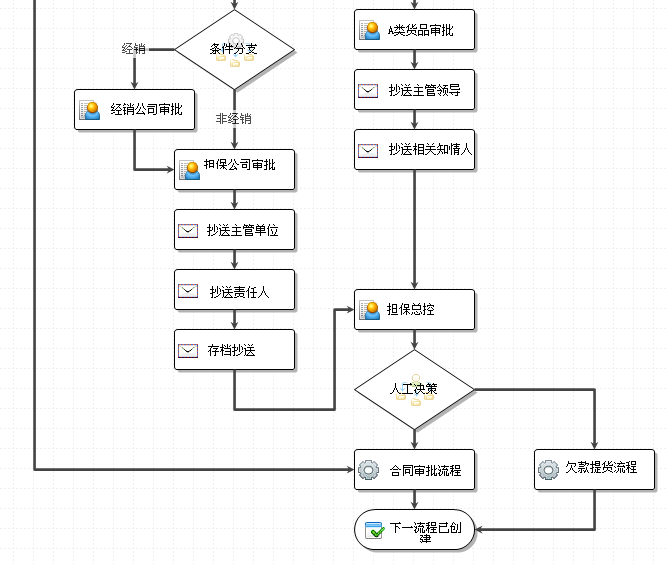 A类货品审批
经销
条件分支
抄送主管领导
经销公司审批
非经销
抄送相关知情人
担保公司审批
抄送主管单位
抄送责任人
担保总控
存档抄送
人工决策
合同审批流程
欠款提货流程
下一流程已创
建